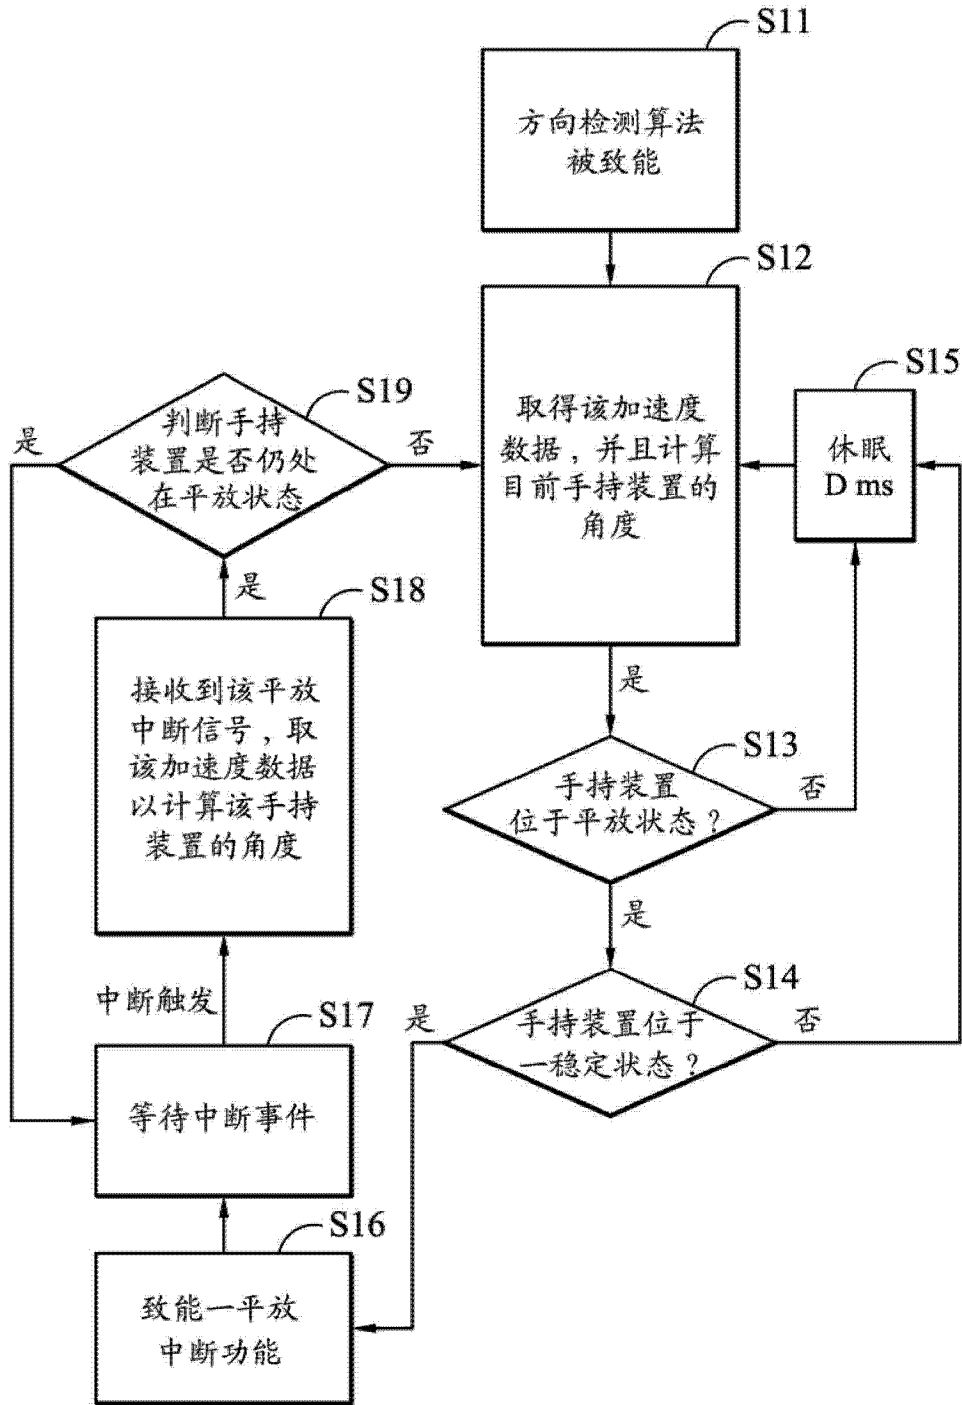 S11
方向检测算法
被致能
S12
取得该加速度
数据，并且计算
目前手持装置的
角度
S15
休眠
D ms
S19
判断手持
装置是否仍处
在平放状态
是
否
是
S18
接收到该平放
中断信号，取
该加速度数据
以计算该手持
装置的角度
是
S13
手持装置
位于平放状态？
否
是
S14
手持装置位于
一稳定状态？
是
否
中断触发
S17
等待中断事件
S16
致能一平放
中断功能